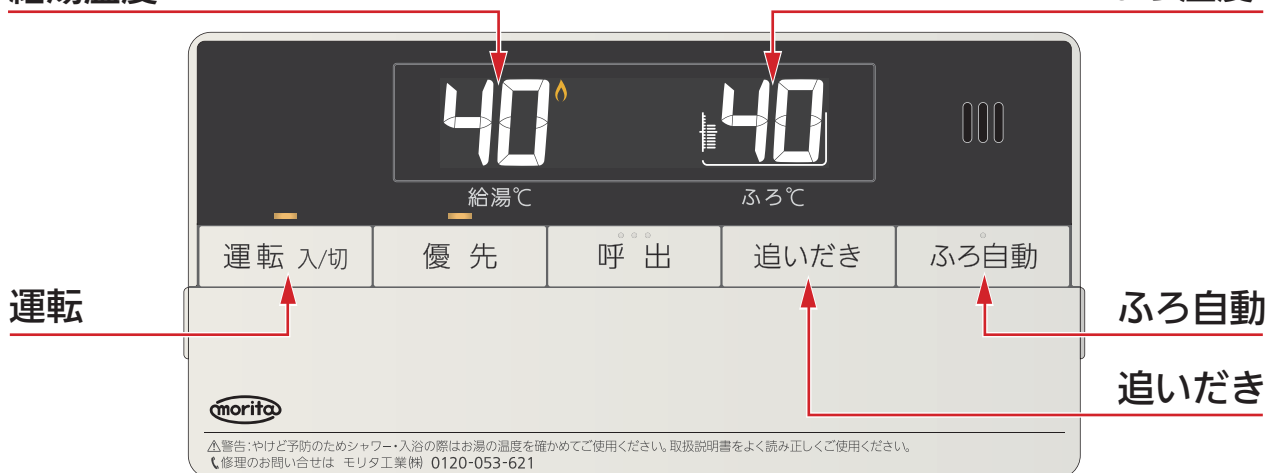 40
40
給湯℃
ふろ℃
運転 入/切
優先
呼出
追いだき
ふろ自動
運転
ふろ自動
追いだき
morita
⚠警告:やけど予防のためシャワー・入浴の際はお湯の温度を確かめてご使用ください。取扱説明書をよく読み正しくご使用ください。
修理のお問い合せは モリタ工業㈱ 0120-053-621